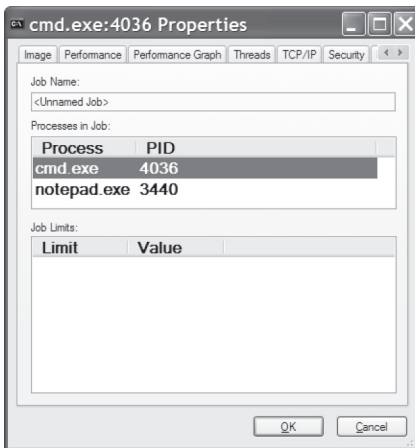 cmd.exe:4036 Properties
Image Performance Performance Graph Threads TCP/IP Security
Job Name:
<Unnamed Job>
Processes in Job:
Process PID
cmd.exe 4036
notepad.exe 3440
Job Limits:
Limit Value
OK Cancel